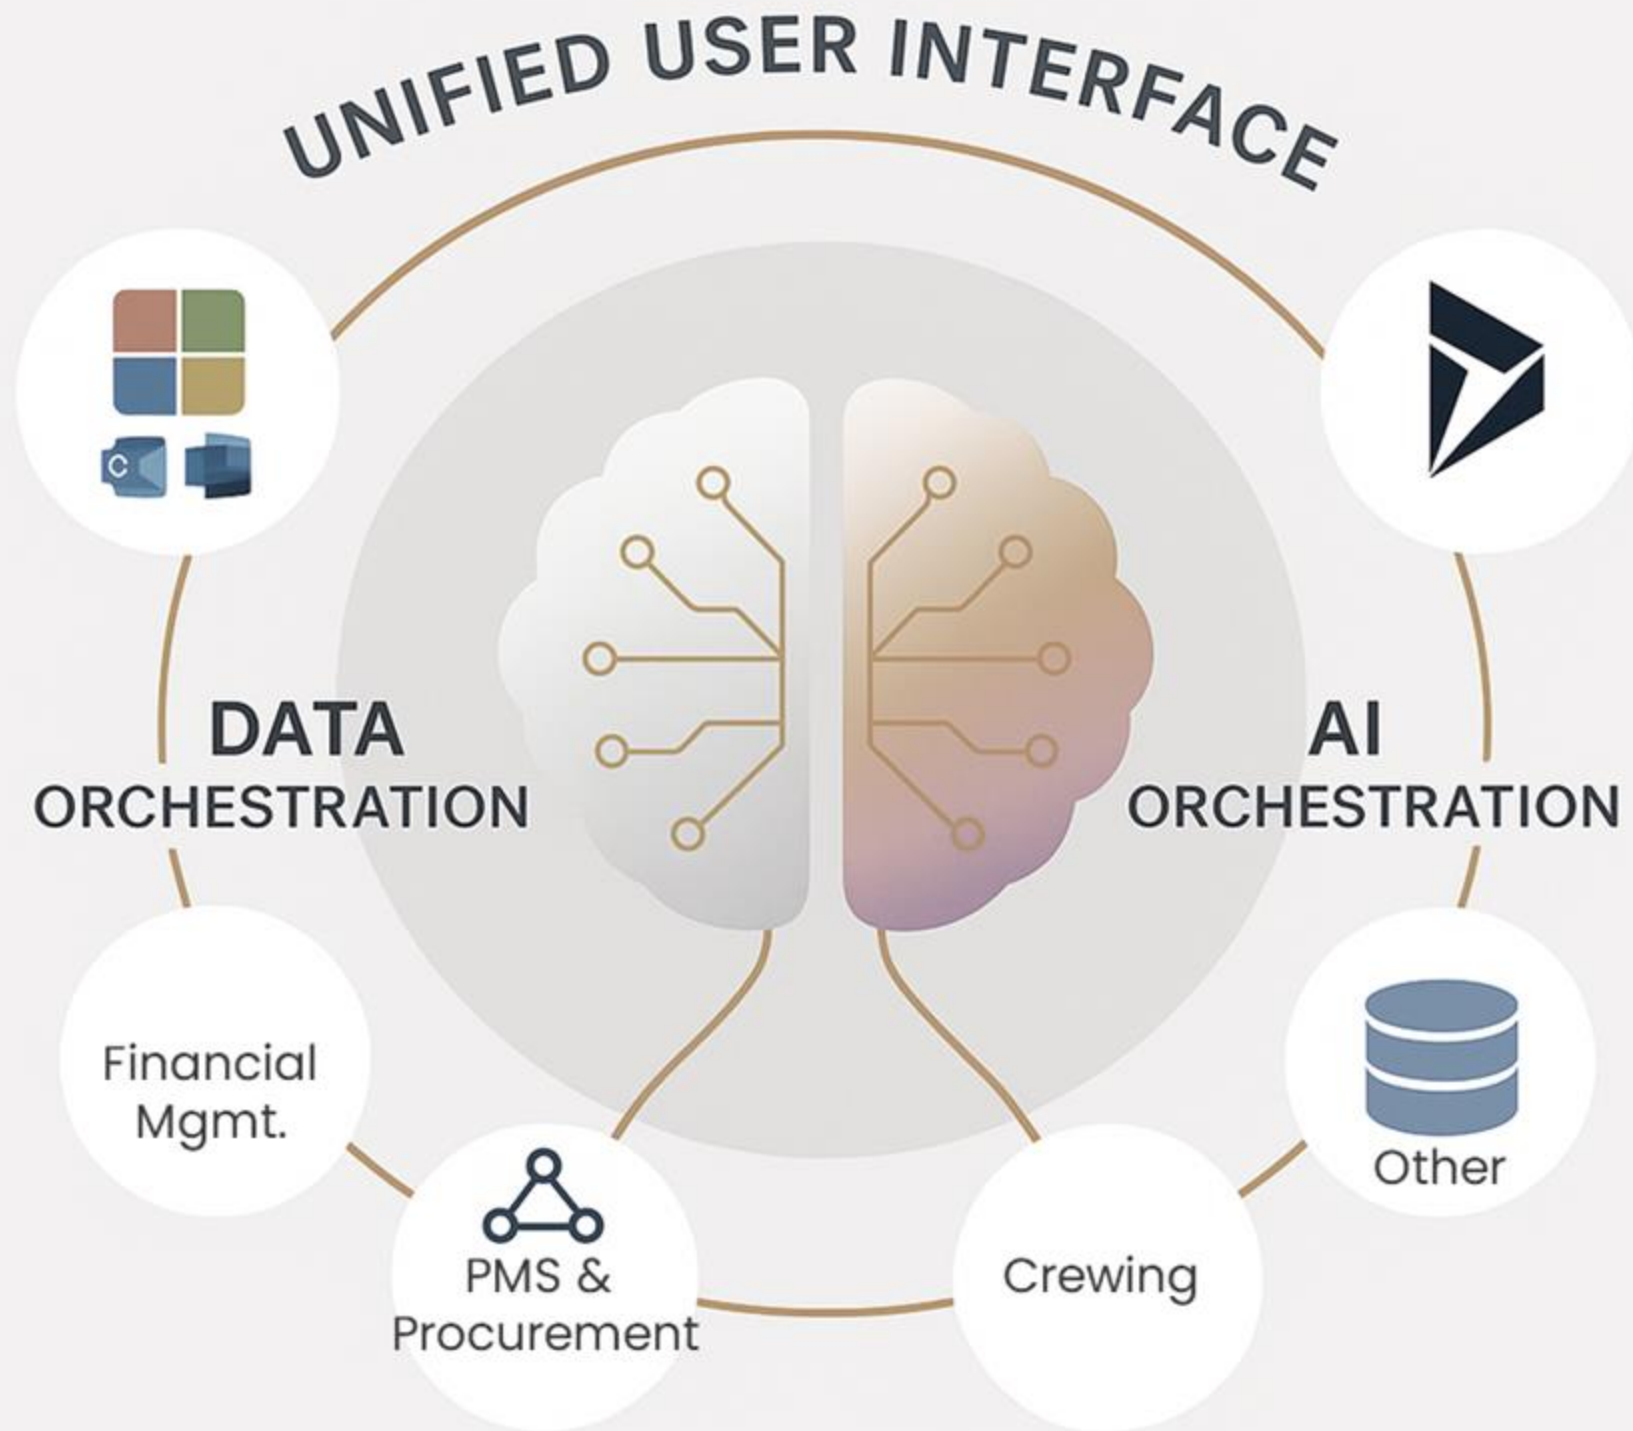 UNIFIED USER INTERFACE
C
DATA
ORCHESTRATION
AI
ORCHESTRATION
Financial
Mgmt.
PMS &
Procurement
Crewing
Other